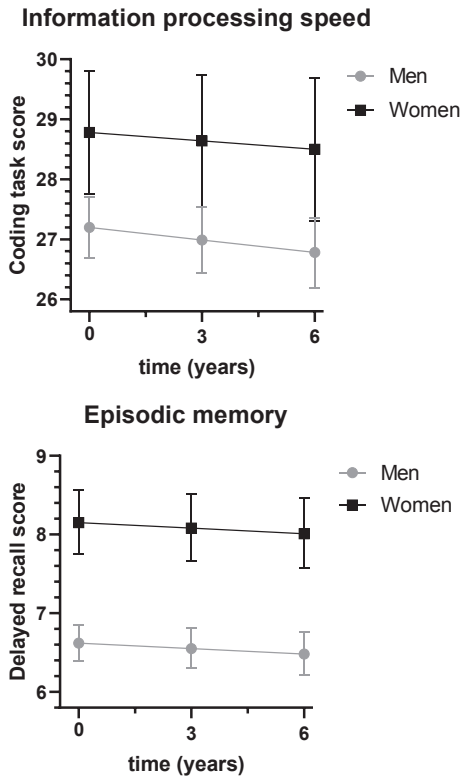 Information processing speed
Men
Women
Coding task score
30
29
28
27
26
0 3 6
time (years)
Episodic memory
Men
Women
Delayed recall score
9
8
7
6
0 3 6
time (years)